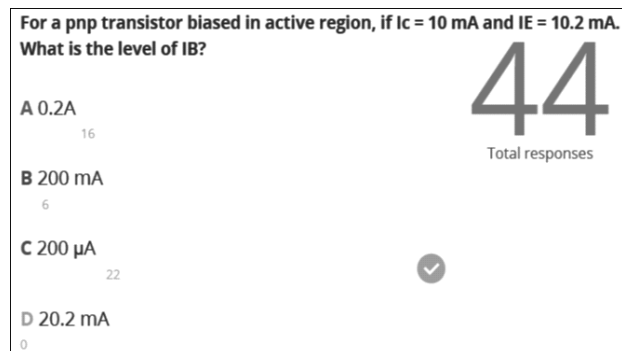 For a pnp transistor biased in active region, if Ic = 10 mA and IE = 10.2 mA.
What is the level of IB?
44
Total responses
A 0.2A
16
B 200 mA
6
C 200 µA
22
D 20.2 mA
0